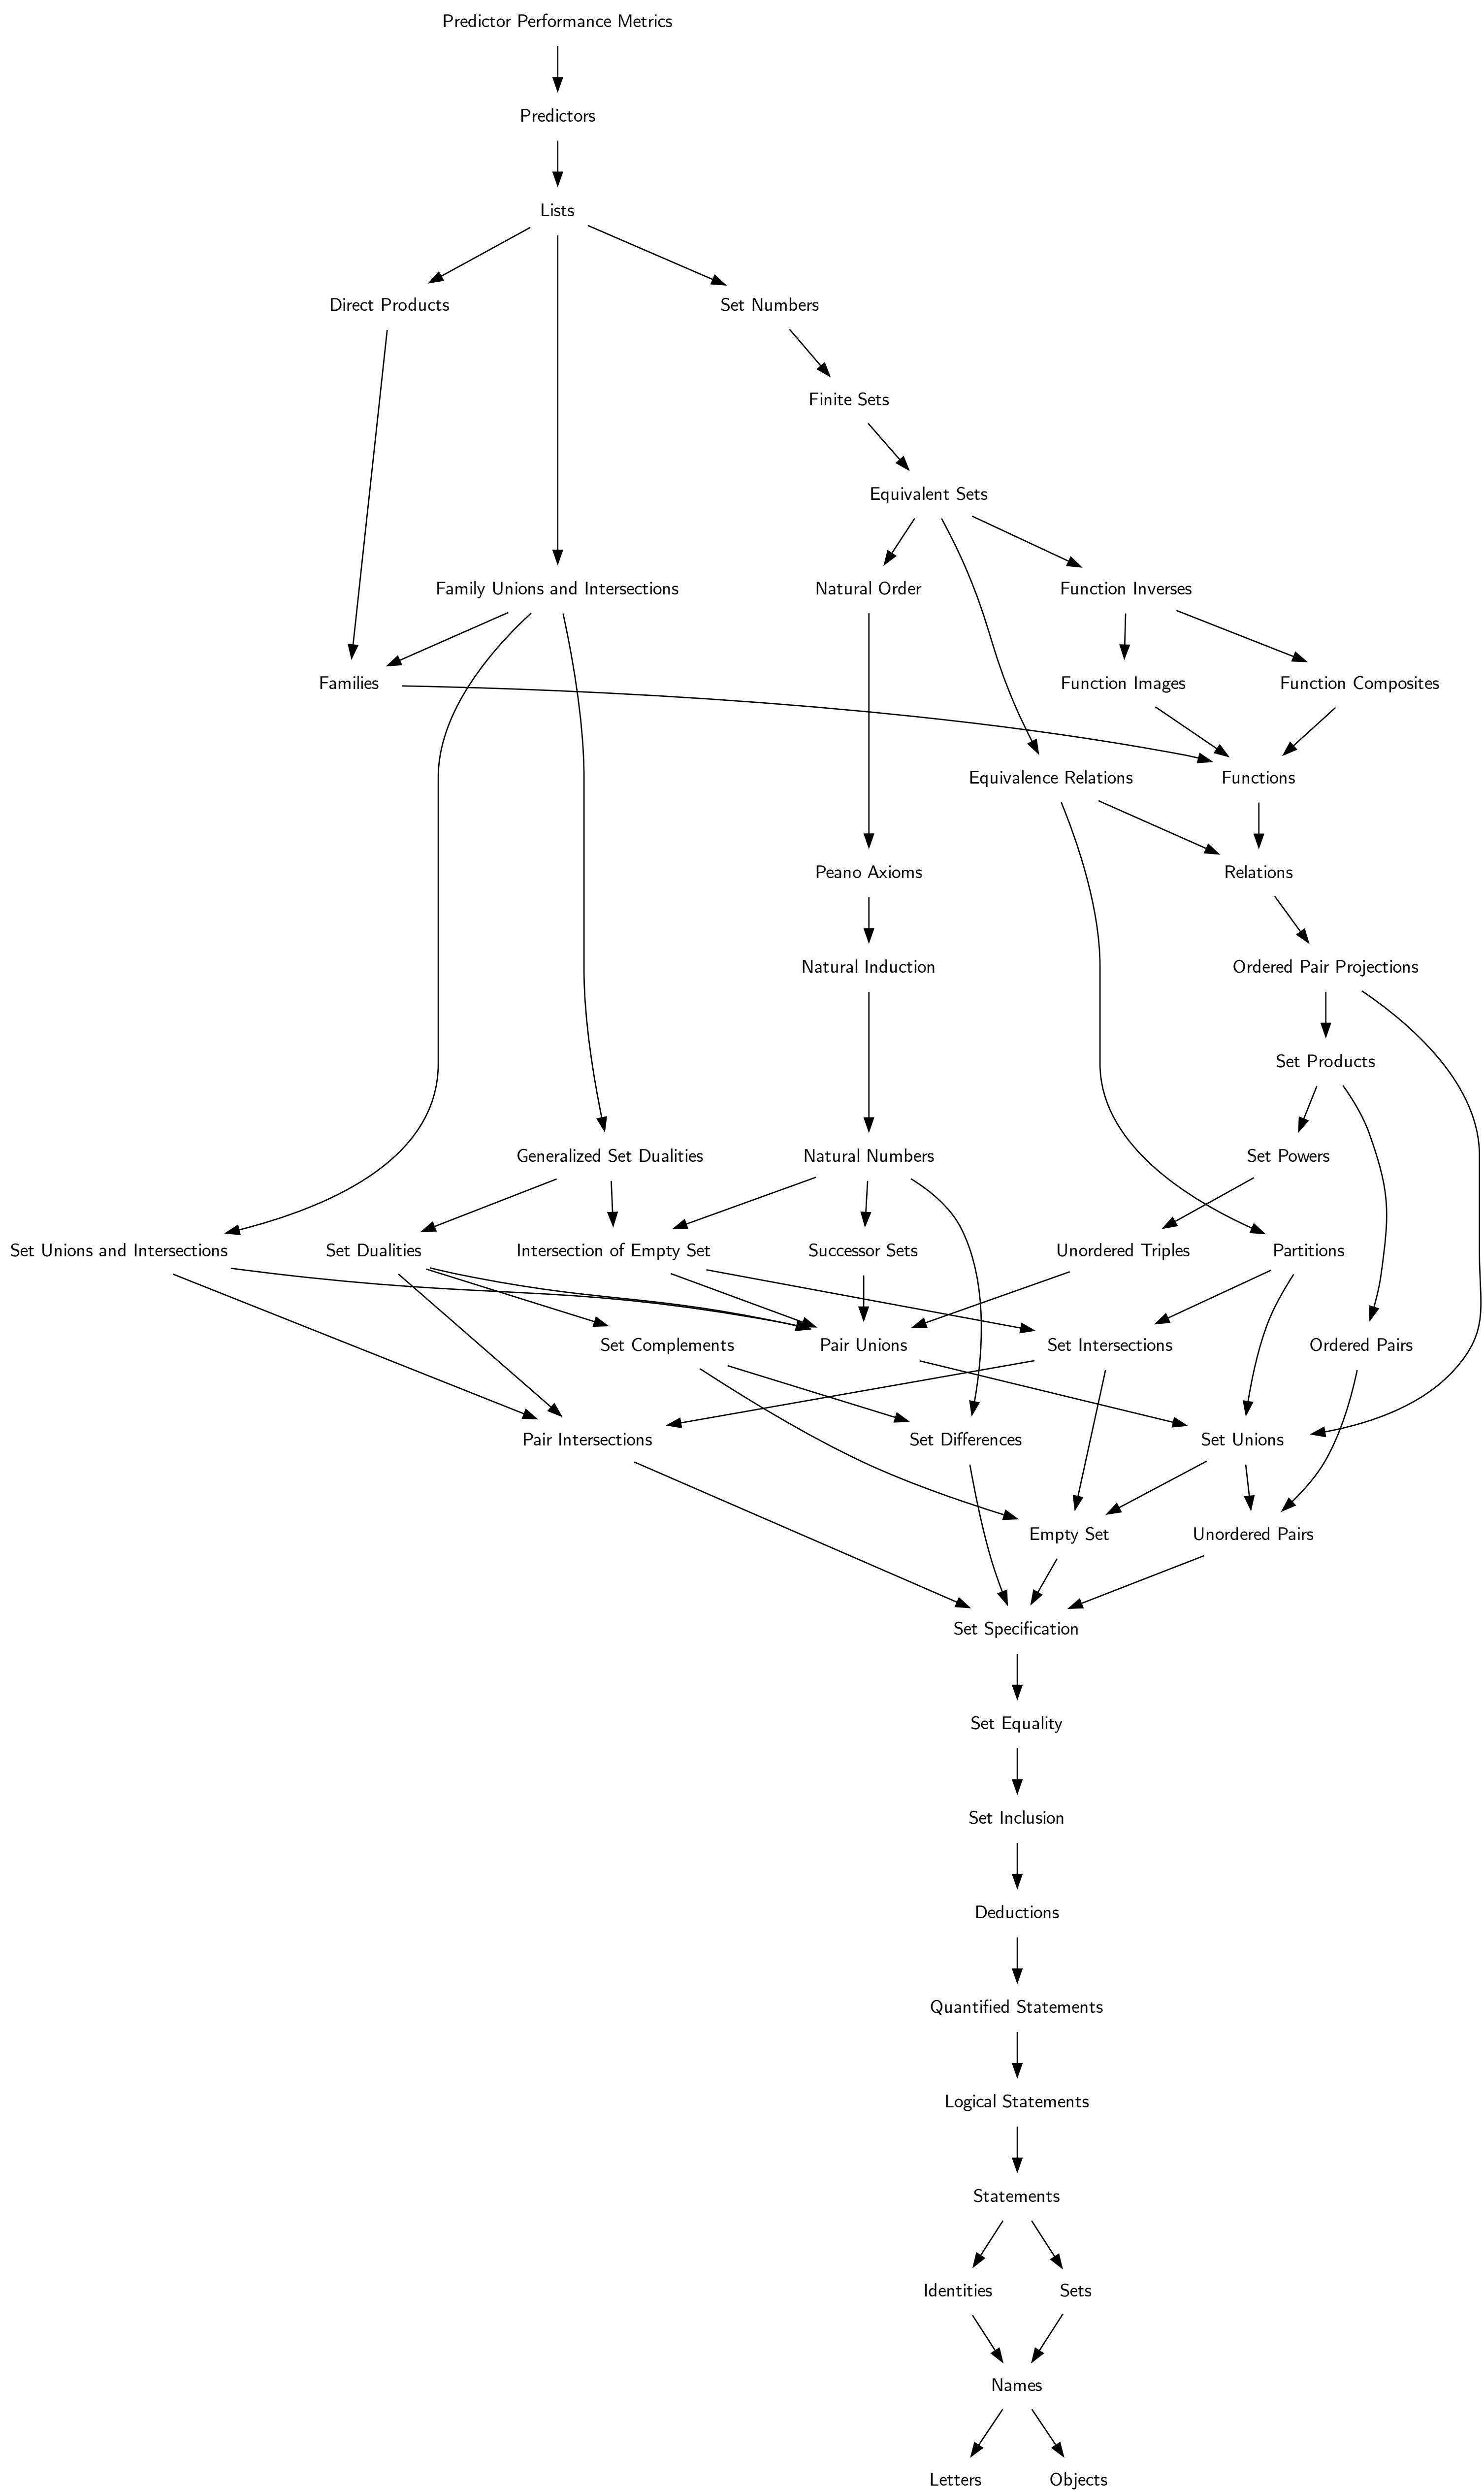 Predictor Performance Metrics
Predictors
Lists
Direct Products
Set Numbers
Finite Sets
Equivalent Sets
Family Unions and Intersections
Natural Order
Function Inverses
Families
Function Images
Function Composites
Equivalence Relations
Functions
Peano Axioms
Relations
Natural Induction
Ordered Pair Projections
Set Products
Generalized Set Dualities
Natural Numbers
Set Powers
Set Unions and Intersections
Set Dualities
Intersection of Empty Set
Successor Sets
Unordered Triples
Partitions
Set Complements
Pair Unions
Set Intersections
Ordered Pairs
Pair Intersections
Set Differences
Set Unions
Empty Set
Unordered Pairs
Set Specification
Set Equality
Set Inclusion
Deductions
Quantified Statements
Logical Statements
Statements
Identities
Sets
Names
Letters
Objects